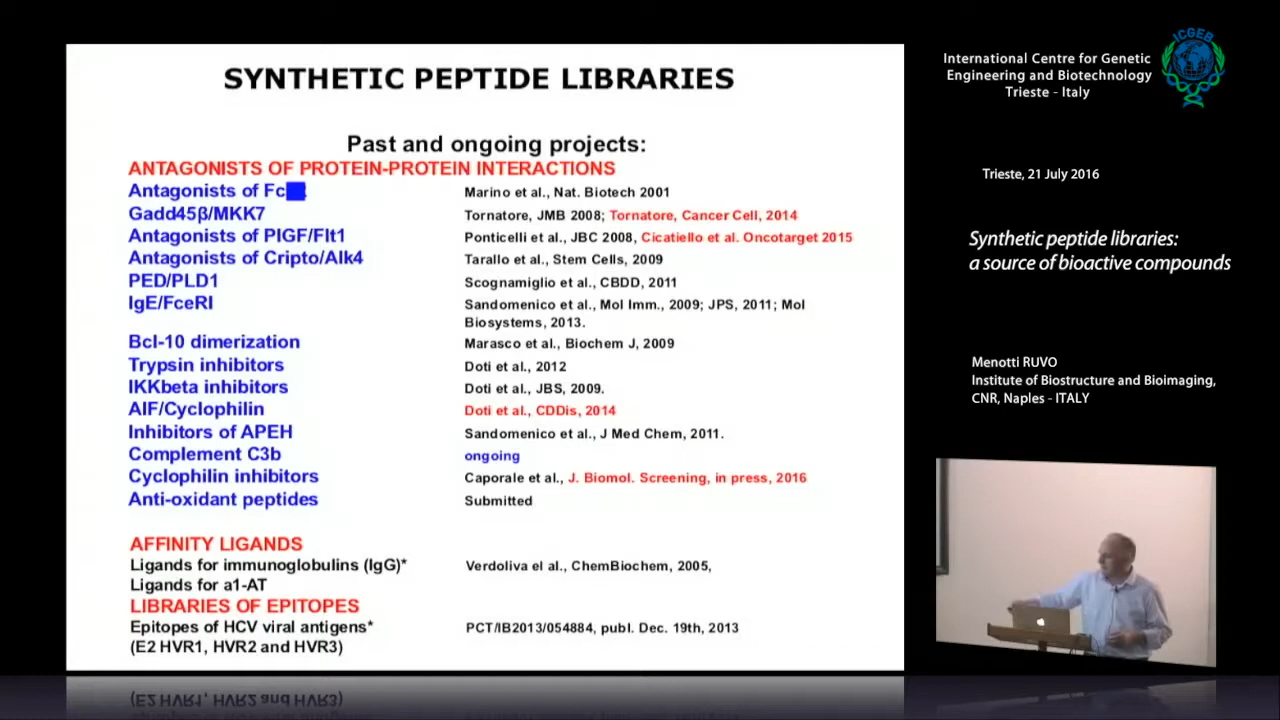 SYNTHETIC PEPTIDE LIBRARIES
Past and ongoing projects:
ANTAGONISTS OF PROTEIN-PROTEIN INTERACTIONS
Antagonists of Fc
Marino et al., Nat. Biotech 2001
Gadd45β/MKK7
Tornatore, JMB 2008; Tornatore, Cancer Cell, 2014
Antagonists of PlGF/Flt1
Ponticelli et al., JBC 2008, Cicatiello et al. Oncotarget 2015
Antagonists of Cripto/Alk4
Tarallo et al., Stem Cells, 2009
PED/PLD1
Scognamiglio et al., CBDD, 2011
IgE/FceRI
Sandomenico et al., Mol Imm., 2009; JPS, 2011; Mol
Biosystems, 2013.
Bcl-10 dimerization
Marasco et al., Biochem J, 2009
Trypsin inhibitors
Doti et al., 2012
IKKbeta inhibitors
Doti et al., JBS, 2009.
AIF/Cyclophilin
Doti et al., CDDis, 2014
Inhibitors of APEH
Sandomenico et al., J Med Chem, 2011.
Complement C3b
ongoing
Cyclophilin inhibitors
Caporale et al., J. Biomol. Screening, in press, 2016
Anti-oxidant peptides
Submitted
AFFINITY LIGANDS
Ligands for immunoglobulins (IgG)*
Verdoliva el al., ChemBiochem, 2005,
Ligands for a1-AT
LIBRARIES OF EPITOPES
Epitopes of HCV viral antigens*
PCT/IB2013/054884, publ. Dec. 19th, 2013
(E2 HVR1, HVR2 and HVR3)
International Centre for Genetic
Engineering and Biotechnology
Trieste - Italy
ICGEB
Trieste, 21 July 2016
Synthetic peptide libraries:
a source of bioactive compounds
Menotti RUVO
Institute of Biostructure and Bioimaging,
CNR, Naples - ITALY